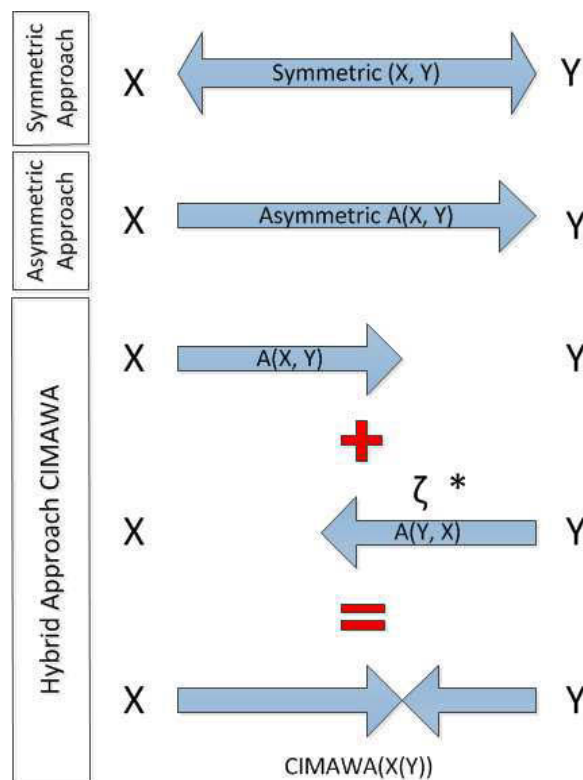 Symmetric
Approach
X
Symmetric (X, Y)
Y
Asymmetric
Approach
X
Asymmetric A(X, Y)
Y
Hybrid Approach CIMAWA
X
A(X, Y)
Y
+
ζ *
X
A(Y, X)
Y
=
X
Y
CIMAWA(X(Y))